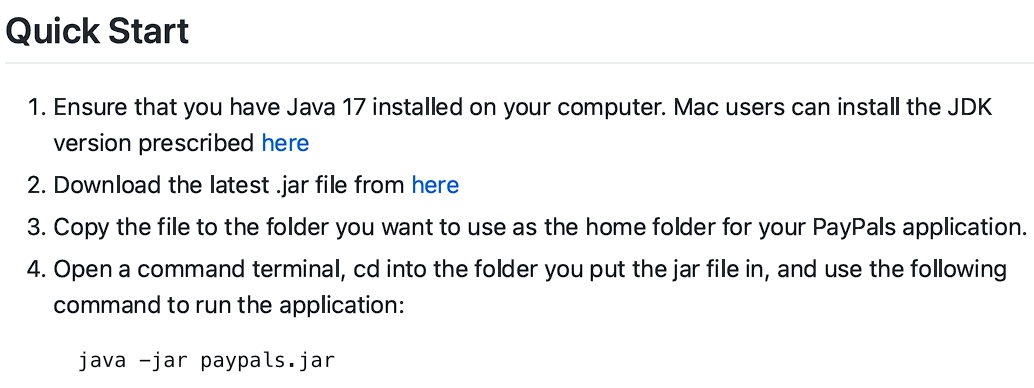 Quick Start
1. Ensure that you have Java 17 installed on your computer. Mac users can install the JDK
version prescribed here
2. Download the latest .jar file from here
3. Copy the file to the folder you want to use as the home folder for your PayPals application.
4. Open a command terminal, cd into the folder you put the jar file in, and use the following
command to run the application:
java -jar paypals.jar